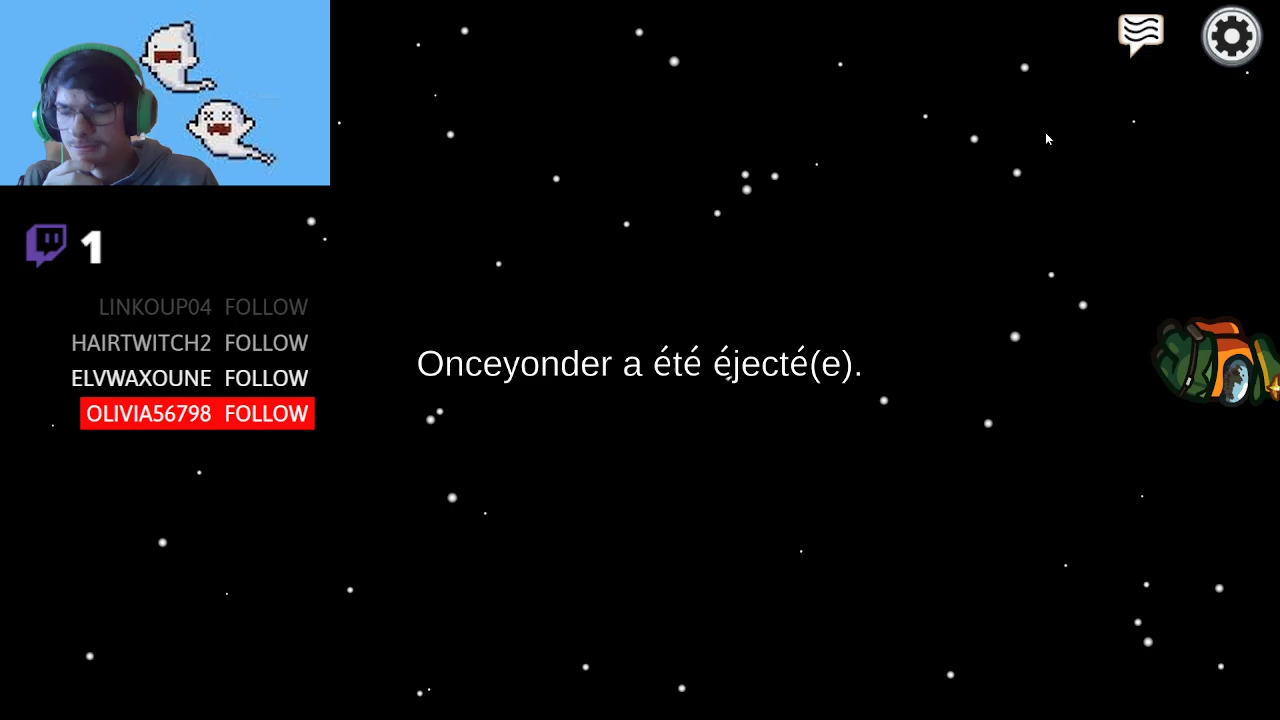 1
LINKOUP04 FOLLOW
HAIRTWITCH2 FOLLOW
ELVWAXOUNE FOLLOW
OLIVIA56798 FOLLOW
Onceyonder a été éjecté(e).